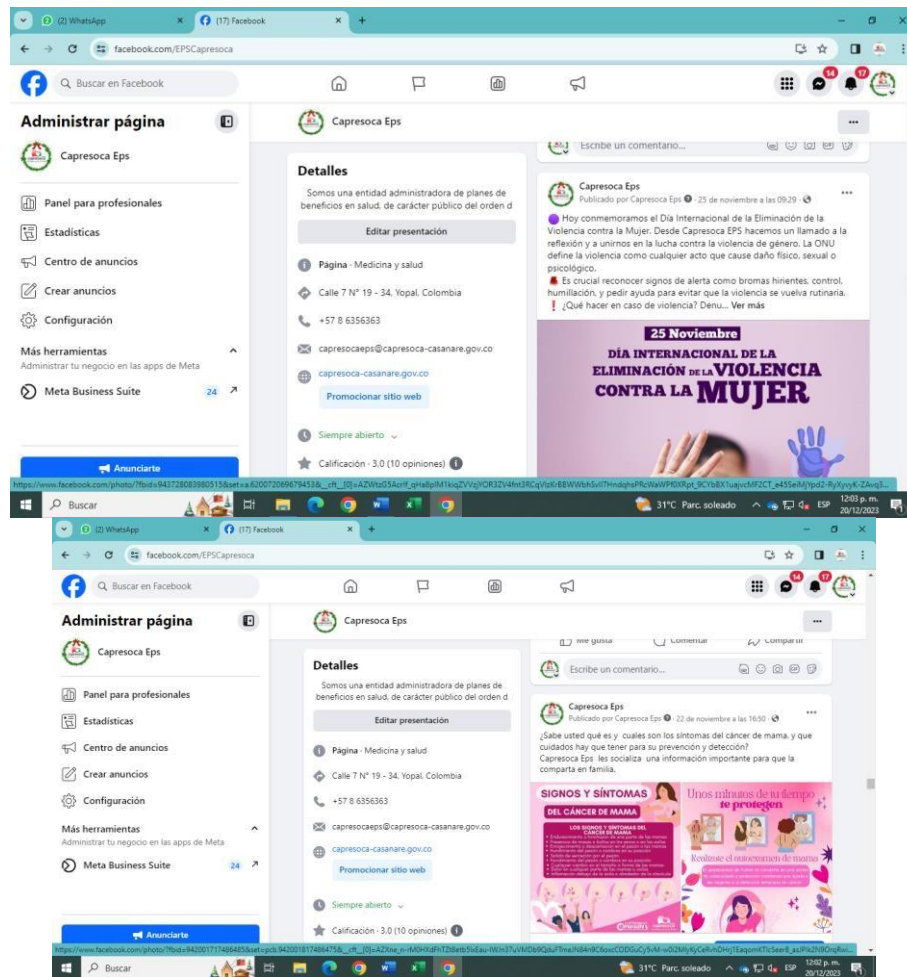 (2) WhatsApp
(17) Facebook
facebook.com/EPSCapresoca
Buscar en Facebook
14
17
Administrar página
Capresoca Eps
Panel para profesionales
Estadísticas
Centro de anuncios
Crear anuncios
Configuración
Más herramientas
Administrar tu negocio en las apps de Meta
Meta Business Suite 24
Anunciarte
Capresoca Eps
Detalles
Somos una entidad administradora de planes de
beneficios en salud, de carácter público del orden d
Editar presentación
Página · Medicina y salud
Calle 7 N° 19 - 34, Yopal, Colombia
+57 8 6356363
capresocaeps@capresoca-casanare.gov.co
capresoca-casanare.gov.co
Promocionar sitio web
Siempre abierto
Calificación · 3,0 (10 opiniones)
Escribe un comentario...
Capresoca Eps
Publicado por Capresoca Eps · 25 de noviembre a las 09:29 ·
Hoy conmemoramos el Día Internacional de la Eliminación de la
Violencia contra la Mujer. Desde Capresoca EPS hacemos un llamado a la
reflexión y a unirnos en la lucha contra la violencia de género. La ONU
define la violencia como cualquier acto que cause daño físico, sexual o
psicológico.
Es crucial reconocer signos de alerta como bromas hirientes, control,
humillación, y pedir ayuda para evitar que la violencia se vuelva rutinaria.
¿Qué hacer en caso de violencia? Denu... Ver más
25 Noviembre
DÍA INTERNACIONAL DE LA
ELIMINACIÓN DE LA VIOLENCIA
CONTRA LA MUJER
Buscar
31°C Parc. soleado
ESP
12:03 p. m.
20/12/2023
(2) WhatsApp
(17) Facebook
facebook.com/EPSCapresoca
Buscar en Facebook
14
17
Administrar página
Capresoca Eps
Panel para profesionales
Estadísticas
Centro de anuncios
Crear anuncios
Configuración
Más herramientas
Administrar tu negocio en las apps de Meta
Meta Business Suite 24
Anunciarte
Capresoca Eps
Detalles
Somos una entidad administradora de planes de
beneficios en salud, de carácter público del orden d
Editar presentación
Página · Medicina y salud
Calle 7 N° 19 - 34, Yopal, Colombia
+57 8 6356363
capresocaeps@capresoca-casanare.gov.co
capresoca-casanare.gov.co
Promocionar sitio web
Siempre abierto
Calificación · 3,0 (10 opiniones)
Me gusta Comentar Compartir
Escribe un comentario...
Capresoca Eps
Publicado por Capresoca Eps · 22 de noviembre a las 16:50 ·
¿Sabe usted qué es y cuales son los síntomas del cáncer de mama, y que
cuidados hay que tener para su prevención y detección?
Capresoca Eps les socializa una información importante para que la
comparta en familia.
SIGNOS Y SÍNTOMAS
DEL CÁNCER DE MAMA
LOS SIGNOS Y SÍNTOMAS DEL
CÁNCER DE MAMA
Unos minutos de tu tiempo
te protegen
Realízate el autoexamen de mama
Buscar
31°C Parc. soleado
ESP
12:02 p. m.
20/12/2023